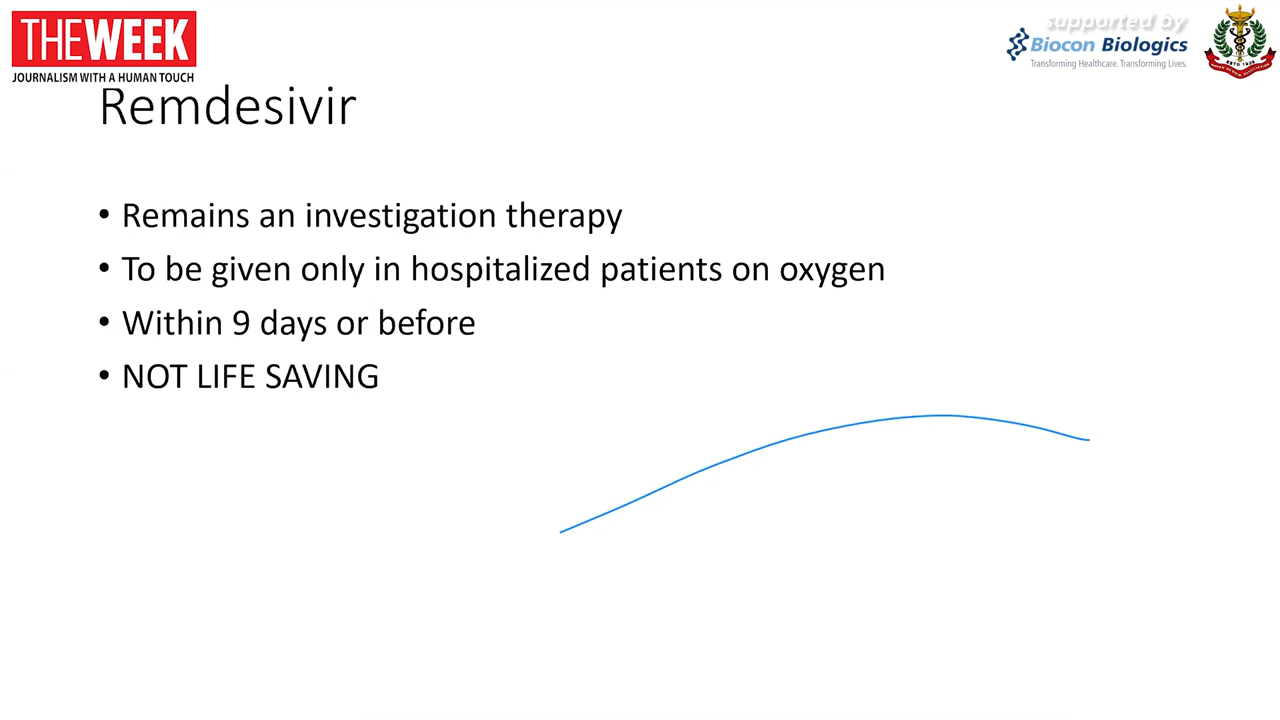 THE WEEK
JOURNALISM WITH A HUMAN TOUCH
supported by
Biocon Biologics
Transforming Healthcare. Transforming Lives.
Remdesivir
• Remains an investigation therapy
• To be given only in hospitalized patients on oxygen
• Within 9 days or before
• NOT LIFE SAVING